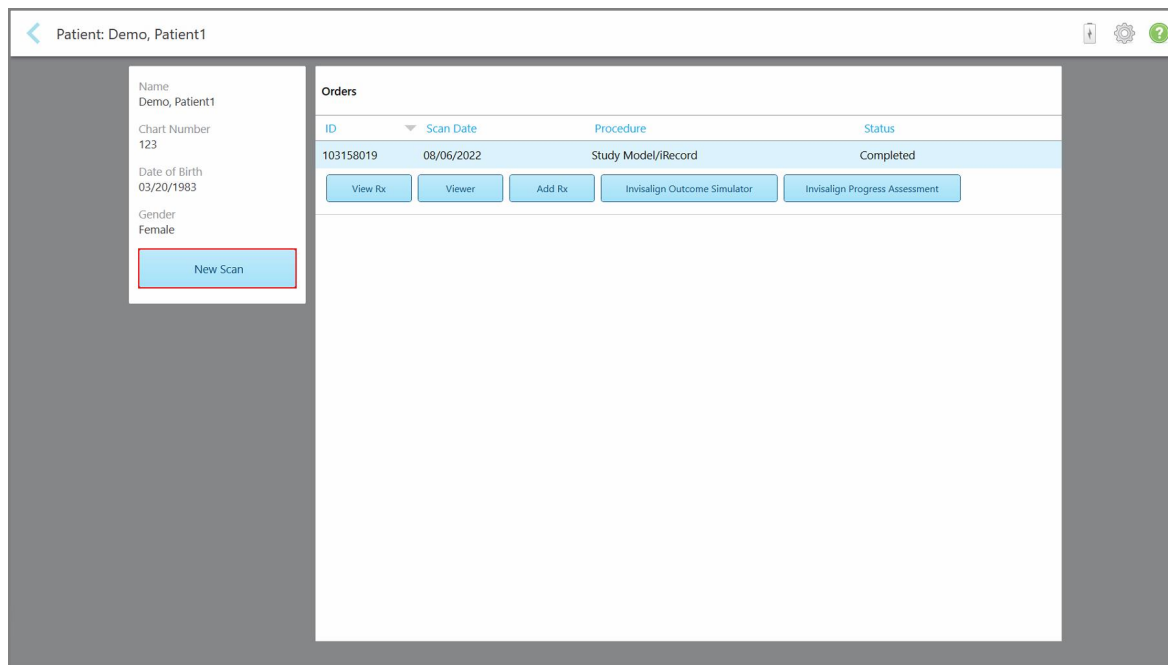 Patient: Demo, Patient1
?
Name
Demo, Patient1
Chart Number
123
Date of Birth
03/20/1983
Gender
Female
New Scan
Orders
ID Scan Date Procedure Status
103158019 08/06/2022 Study Model/iRecord Completed
View Rx Viewer Add Rx Invisalign Outcome Simulator Invisalign Progress Assessment